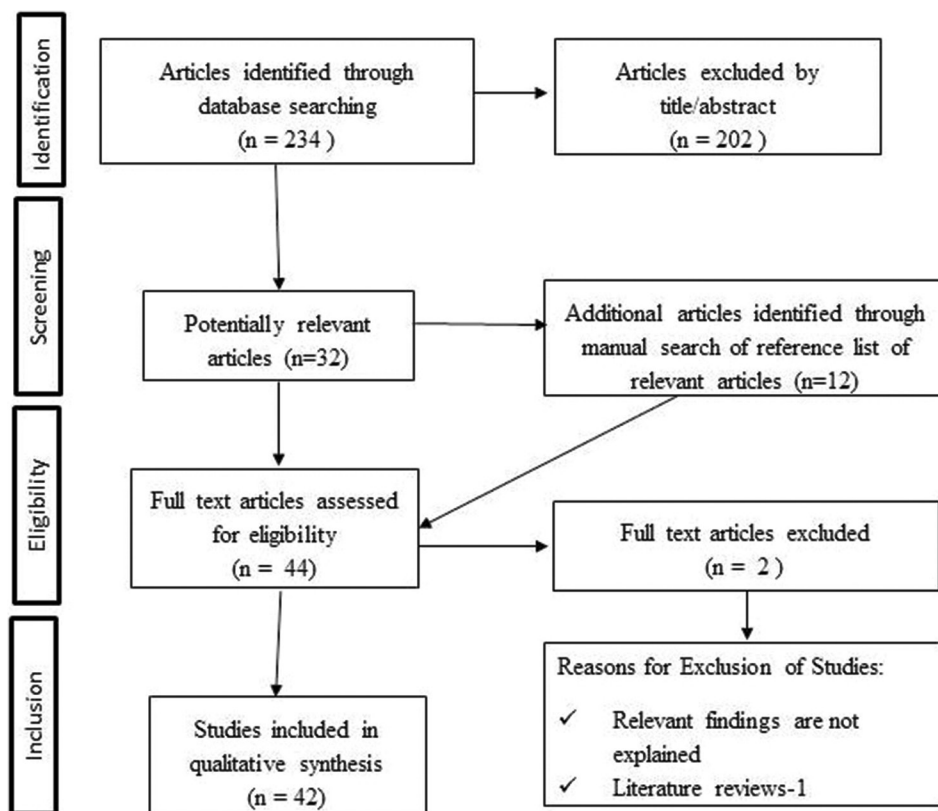 Identification
Articles identified through
database searching
(n = 234 )
Articles excluded by
title/abstract
(n = 202 )
Screening
Potentially relevant
articles (n=32)
Additional articles identified through
manual search of reference list of
relevant articles (n=12)
Eligibility
Full text articles assessed
for eligibility
(n = 44)
Full text articles excluded
(n = 2 )
Inclusion
Studies included in
qualitative synthesis
(n = 42)
Reasons for Exclusion of Studies:
✓ Relevant findings are not
explained
✓ Literature reviews-1